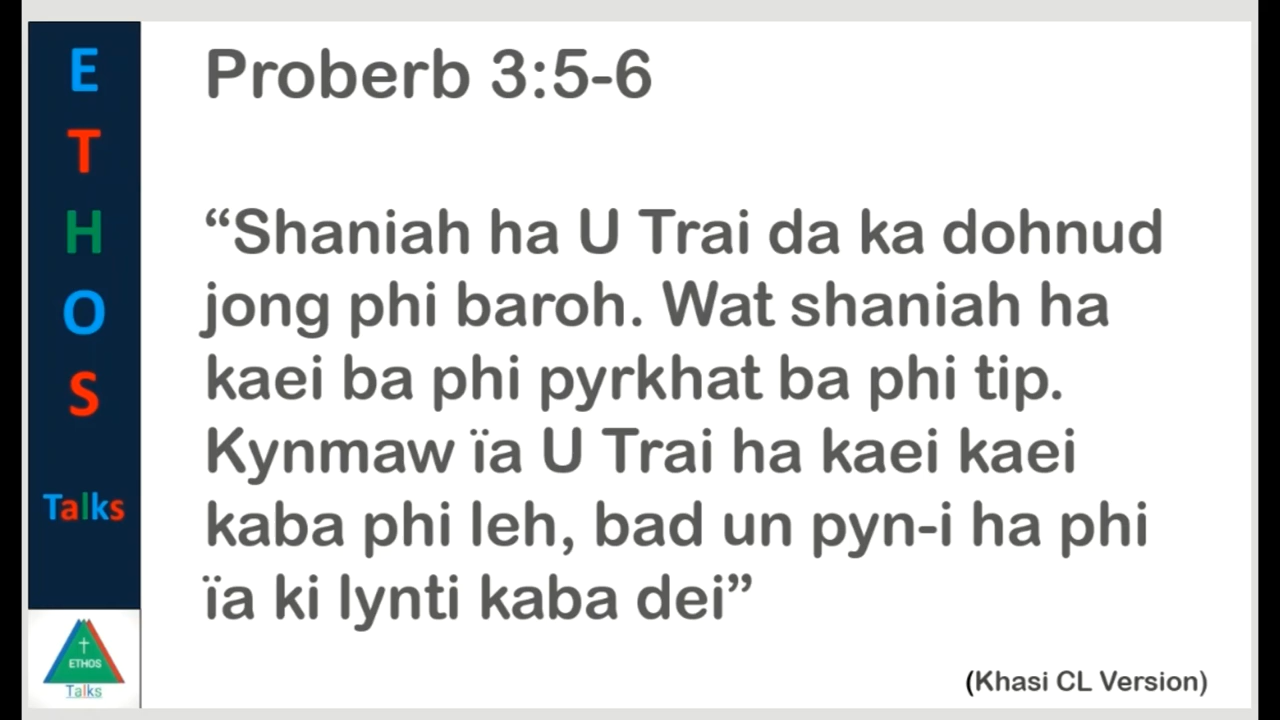 E
T
H
O
S
Talks
ETHOS
Talks
Proberb 3:5-6
“Shaniah ha U Trai da ka dohnud
jong phi baroh. Wat shaniah ha
kaei ba phi pyrkhat ba phi tip.
Kynmaw ïa U Trai ha kaei kaei
kaba phi leh, bad un pyn-i ha phi
ïa ki lynti kaba dei”
(Khasi CL Version)